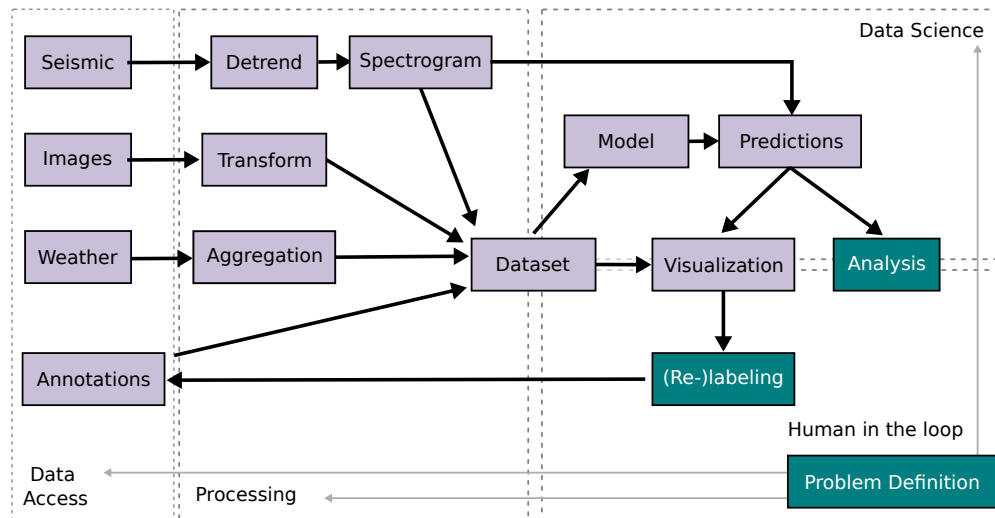 Data Science
Seismic
Detrend
Spectrogram
Images
Transform
Model
Predictions
Weather
Aggregation
Dataset
Visualization
Analysis
Annotations
(Re-)labeling
Human in the loop
Data
Access
Processing
Problem Definition